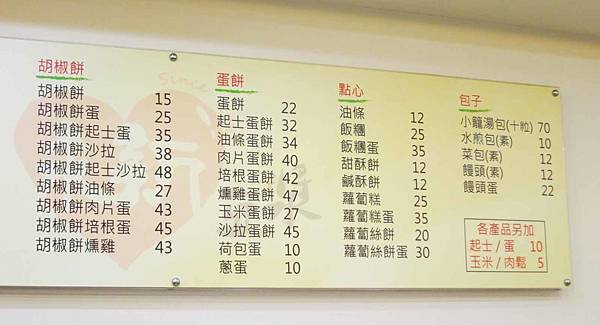 胡椒餅
胡椒餅 15
胡椒餅蛋 25
胡椒餅起士蛋 35
胡椒餅沙拉 38
胡椒餅起士沙拉 48
胡椒餅油條 27
胡椒餅肉片蛋 43
胡椒餅培根蛋 45
胡椒餅燻雞 43
蛋餅
蛋餅 22
起士蛋餅 32
油條蛋餅 34
肉片蛋餅 40
培根蛋餅 42
燻雞蛋餅 47
玉米蛋餅 27
沙拉蛋餅 45
荷包蛋 10
蔥蛋 10
點心
油條 12
飯糰 25
飯糰蛋 35
甜酥餅 12
鹹酥餅 12
蘿蔔糕 25
蘿蔔糕蛋 35
蘿蔔絲餅 20
蘿蔔絲餅蛋 30
包子
小籠湯包(十粒) 70
水煎包(素) 10
菜包(素) 12
饅頭(素) 12
饅頭蛋 22
各產品另加
起士/蛋 10
玉米/肉鬆 5